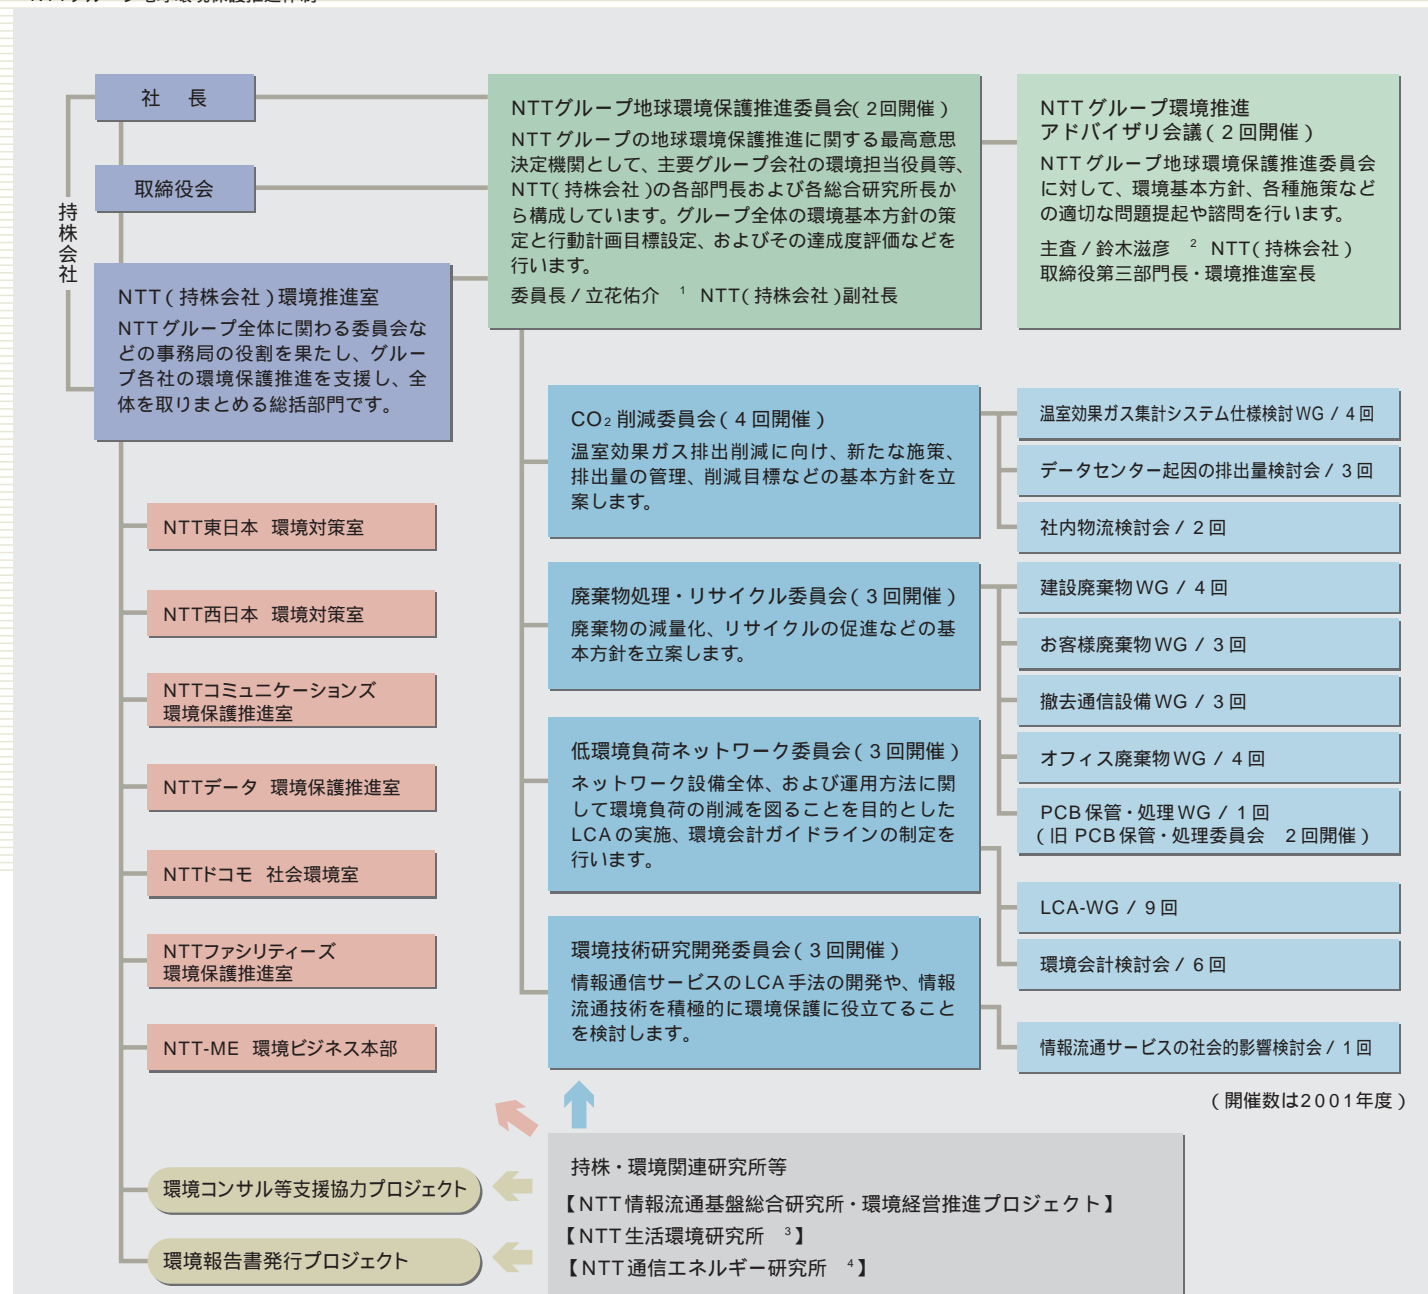 NTTグループ地球環境保護推進体制
社 長
取締役会
持株会社
NTT(持株会社)環境推進室
NTTグループ全体に関わる委員会な
どの事務局の役割を果たし、グルー
プ各社の環境保護推進を支援し、全
体を取りまとめる総括部門です。
NTTグループ地球環境保護推進委員会(2回開催)
NTTグループの地球環境保護推進に関する最高意思
決定機関として、主要グループ会社の環境担当役員等、
NTT(持株会社)の各部門長および各総合研究所長か
ら構成しています。グループ全体の環境基本方針の策
定と行動計画目標設定、およびその達成度評価などを
行います。
委員長/立花佑介 1 NTT(持株会社)副社長
NTTグループ環境推進
アドバイザリ会議(2回開催)
NTTグループ地球環境保護推進委員会
に対して、環境基本方針、各種施策など
の適切な問題提起や諮問を行います。
主査/鈴木滋彦 2 NTT(持株会社)
取締役第三部門長・環境推進室長
CO2削減委員会(4回開催)
温室効果ガス排出削減に向け、新たな施策、
排出量の管理、削減目標などの基本方針を立
案します。
温室効果ガス集計システム仕様検討WG/4回
データセンター起因の排出量検討会/3回
社内物流検討会/2回
廃棄物処理・リサイクル委員会(3回開催)
廃棄物の減量化、リサイクルの促進などの基
本方針を立案します。
建設廃棄物WG/4回
お客様廃棄物WG/3回
撤去通信設備WG/3回
オフィス廃棄物WG/4回
PCB保管・処理WG/1回
(旧PCB保管・処理委員会 2回開催)
低環境負荷ネットワーク委員会(3回開催)
ネットワーク設備全体、および運用方法に関
して環境負荷の削減を図ることを目的とした
LCAの実施、環境会計ガイドラインの制定を
行います。
LCA-WG/9回
環境会計検討会/6回
環境技術研究開発委員会(3回開催)
情報通信サービスのLCA手法の開発や、情報
流通技術を積極的に環境保護に役立てること
を検討します。
情報流通サービスの社会的影響検討会/1回
(開催数は2001年度)
NTT東日本 環境対策室
NTT西日本 環境対策室
NTTコミュニケーションズ
環境保護推進室
NTTデータ 環境保護推進室
NTTドコモ 社会環境室
NTTファシリティーズ
環境保護推進室
NTT-ME 環境ビジネス本部
環境コンサル等支援協力プロジェクト
環境報告書発行プロジェクト
持株・環境関連研究所等
【NTT情報流通基盤総合研究所・環境経営推進プロジェクト】
【NTT生活環境研究所 3】
【NTT通信エネルギー研究所 4】